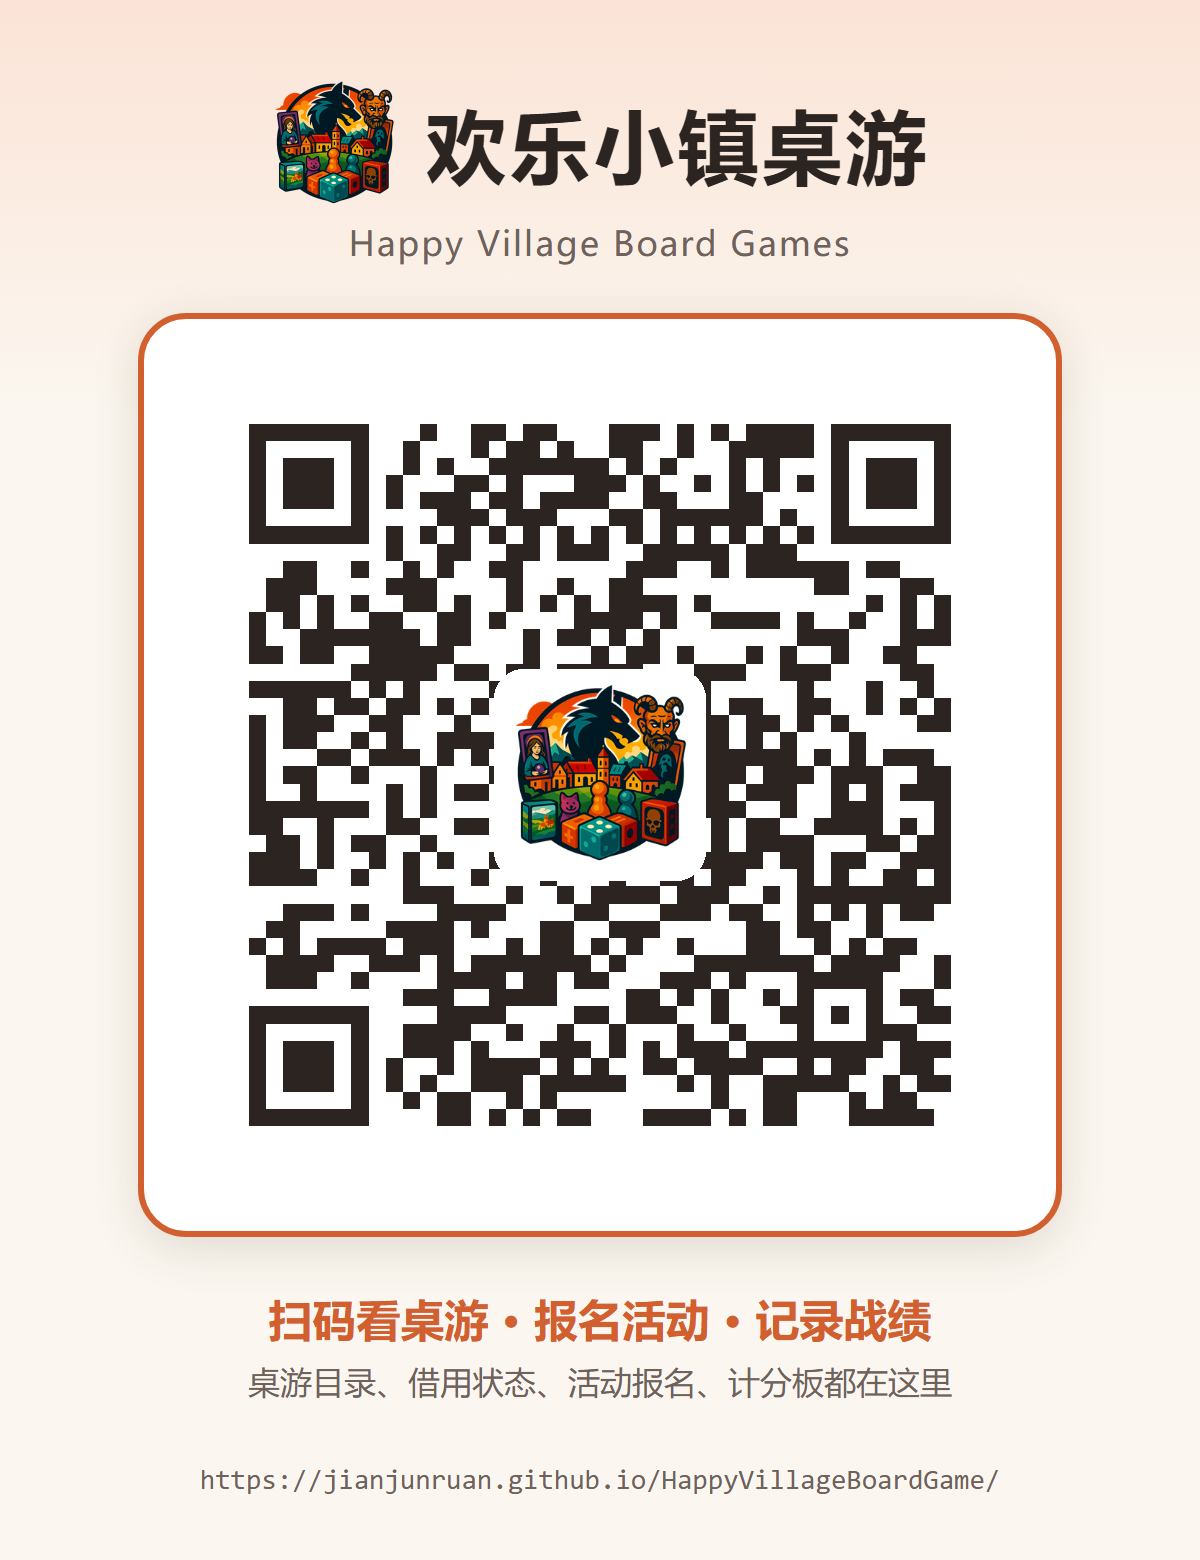 欢乐小镇桌游
Happy Village Board Games
扫码看桌游·报名活动·记录战绩
桌游目录、借用状态、活动报名、计分板都在这里
https://jianjunruan.github.io/HappyVillageBoardGame/